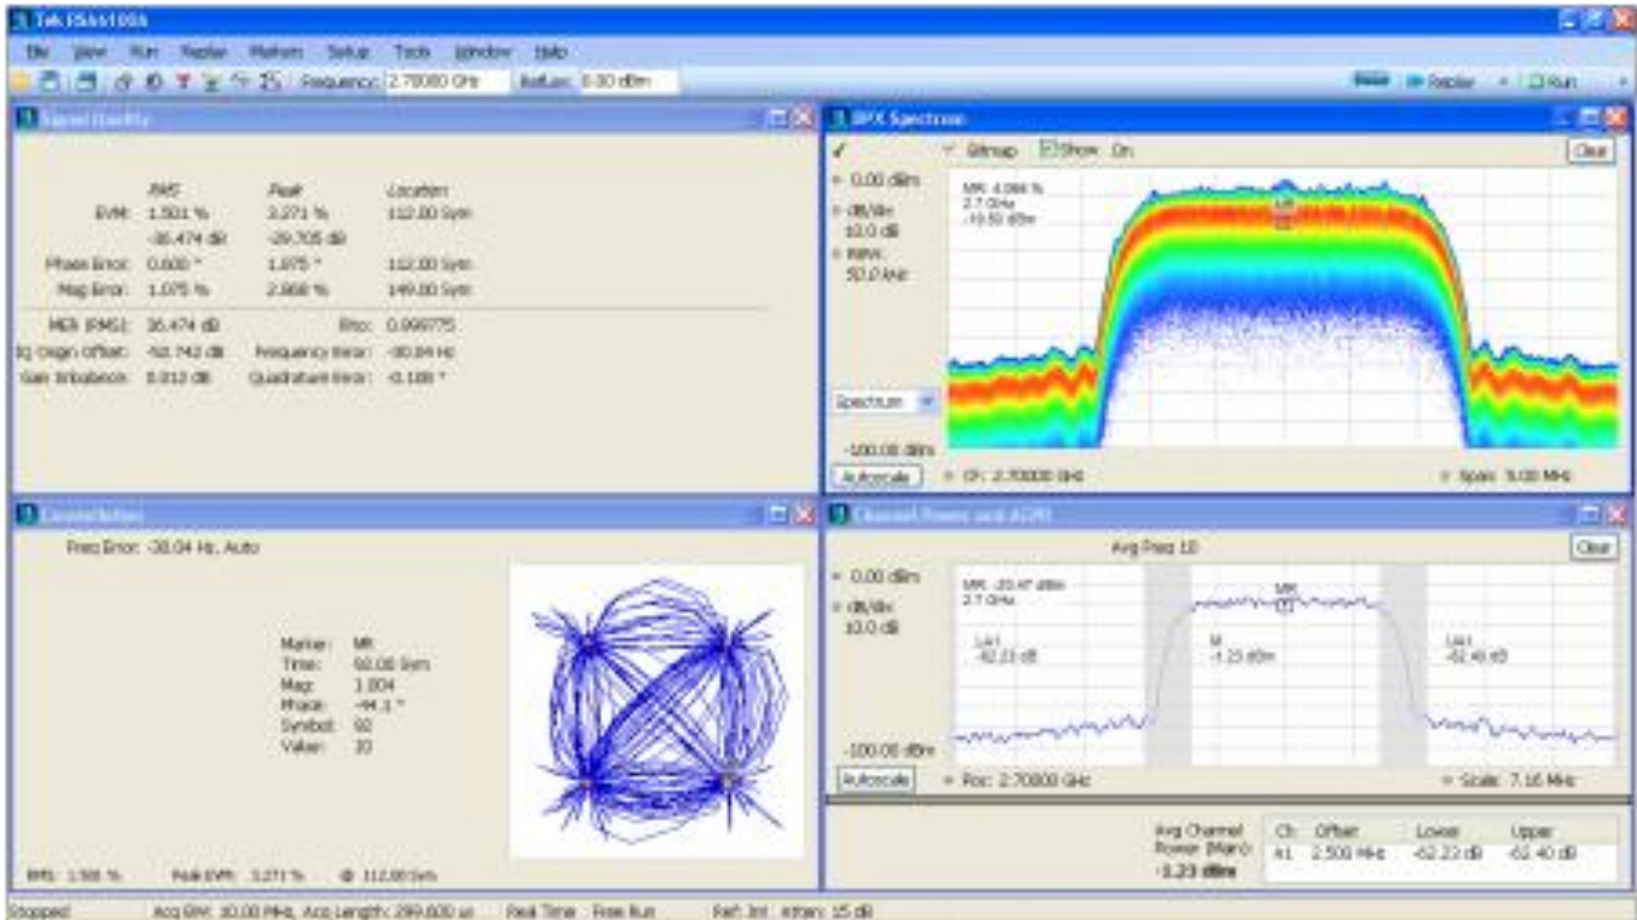 Tek RSA6106A
File View Run Replay Markers Setup Tools Window Help
Frequency: 2.70000 GHz RefLev: 0.00 dBm
Replay Run
Signal Quality
RMS Peak Location
EVM: 1.501 % 3.271 % 112.00 Sym
-36.474 dB -29.705 dB
Phase Error: 0.600 ° 1.875 ° 112.00 Sym
Mag Error: 1.075 % 2.868 % 149.00 Sym
MER (RMS): 36.474 dB Rho: 0.999775
IQ Origin Offset: -52.742 dB Frequency Error: -30.04 Hz
Gain Imbalance: 0.012 dB Quadrature Error: -0.188 °
DPX Spectrum
Bitmap Show On
Clear
0.00 dBm
dB/div:
10.0 dB
RBW:
50.0 kHz
MR:
2.7 GHz
Spectrum
-100.00 dBm
Autoscale
CF: 2.70000 GHz
Span: 5.00 MHz
Constellation
Freq Error: -30.04 Hz, Auto
Marker: MR
Time: 92.00 Sym
Mag: 1.004
Phase: -44.1 °
Symbol: 92
Value: 10
RMS: 1.501 % Peak EVM: 3.271 % @ 112.00 Sym
Channel Power and ACPR
Avg Freq 10
Clear
0.00 dBm
dB/div:
10.0 dB
MR: -20.47 dBm
2.7 GHz
MR
LA1
-62.23 dB
M
-1.23 dBm
UA1
-62.40 dB
-100.00 dBm
Autoscale
Pos: 2.70000 GHz
Scale: 7.16 MHz
Avg Channel
Power (Main):
-1.23 dBm
Ch Offset Lower Upper
A1 2.500 MHz -62.23 dB -62.40 dB
Stopped Acq BW: 10.00 MHz, Acq Length: 299.600 us Real Time Free Run Ref: Int Atten: 15 dB